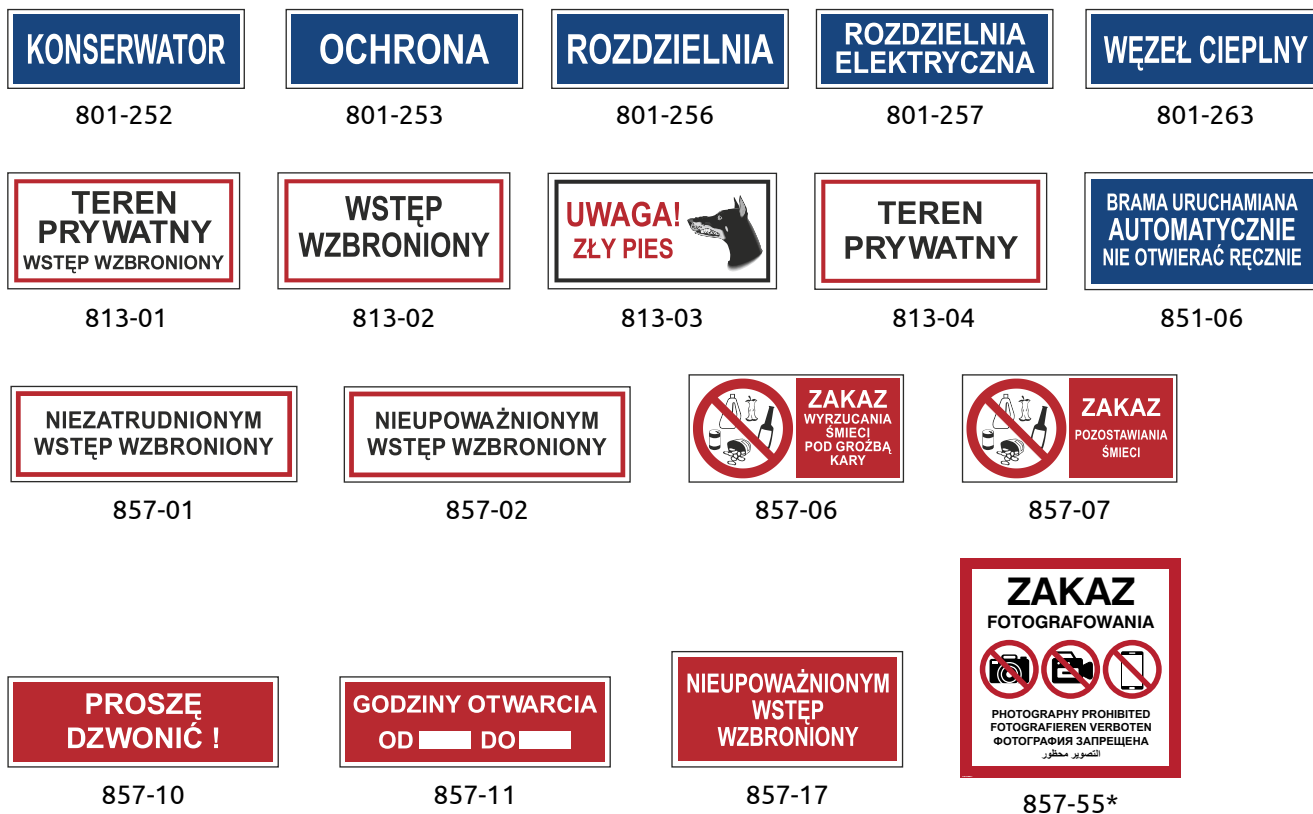 KONSERWATOR
801-252
OCHRONA
801-253
ROZDZIELNIA
801-256
ROZDZIELNIA
ELEKTRYCZNA
801-257
WĘZEŁ CIEPLNY
801-263
TEREN
PRYWATNY
WSTĘP WZBRONIONY
813-01
WSTĘP
WZBRONIONY
813-02
UWAGA!
ZŁY PIES
813-03
TEREN
PRYWATNY
813-04
BRAMA URUCHAMIANA
AUTOMATYCZNIE
NIE OTWIERAĆ RĘCZNIE
851-06
NIEZATRUDNIONYM
WSTĘP WZBRONIONY
857-01
NIEUPOWAŻNIONYM
WSTĘP WZBRONIONY
857-02
ZAKAZ
WYRZUCANIA
ŚMIECI
POD GROŹBĄ
KARY
857-06
ZAKAZ
POZOSTAWIANIA
ŚMIECI
857-07
PROSZĘ
DZWONIĆ !
857-10
GODZINY OTWARCIA
OD DO
857-11
NIEUPOWAŻNIONYM
WSTĘP
WZBRONIONY
857-17
ZAKAZ
FOTOGRAFOWANIA
PHOTOGRAPHY PROHIBITED
FOTOGRAFIEREN VERBOTEN
ФОТОГРАФИЯ ЗАПРЕЩЕНА
التصوير محظور
857-55*